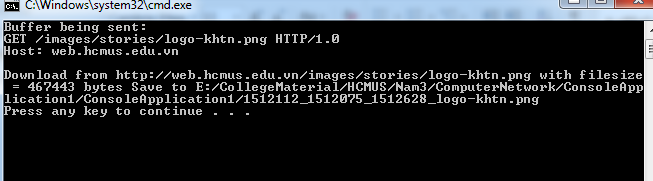 C:\Windows\system32\cmd.exe
Buffer being sent:
GET /images/stories/logo-khtn.png HTTP/1.0
Host: web.hcmus.edu.vn
Download from http://web.hcmus.edu.vn/images/stories/logo-khtn.png with filesize
 = 467443 bytes Save to E:/CollegeMaterial/HCMUS/Nam3/ComputerNetwork/ConsoleApp
lication1/ConsoleApplication1/1512112_1512075_1512628_logo-khtn.png
Press any key to continue . . .